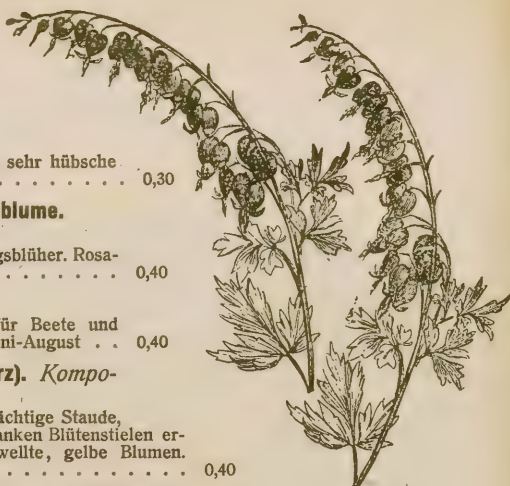 sehr hübsche
. . . . . . . . 0,30
blume.
gsblüher. Rosa-
. . . . . . . . 0,40
ür Beete und
ni-August . . 0,40
rz). Kompo-
ächtige Staude,
anken Blütenstielen er-
wellte, gelbe Blumen.
. . . . . . . . . . . . 0,40